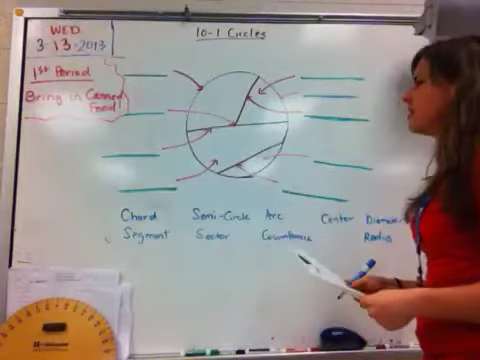 WED.
3-13-2013
10-1 Circles
1st Period
Bring in Canned
Food!
Chord Semi-Circle Arc Center Diameter
Segment Sector Circumference Radius